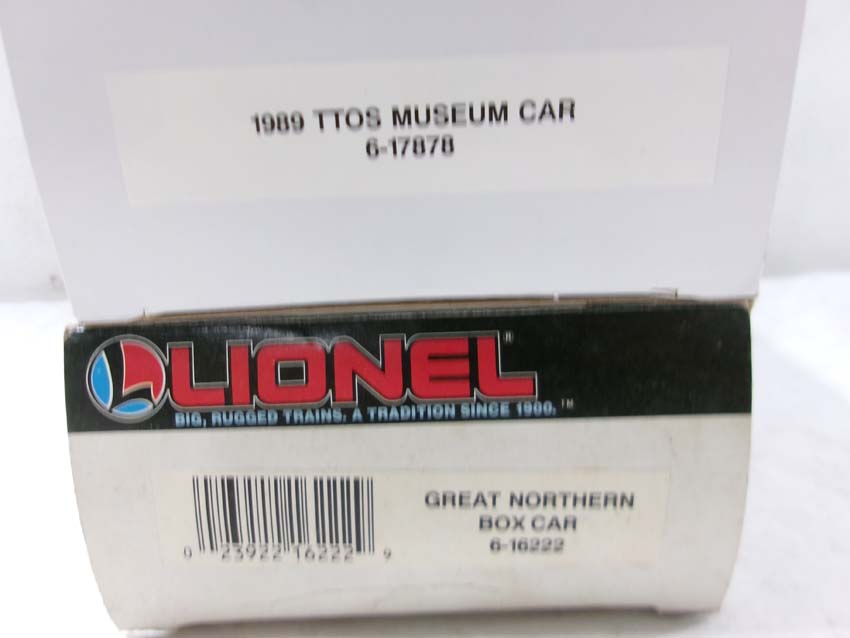 1989 TTOS MUSEUM CAR
6-17878
LIONEL®
BIG, RUGGED TRAINS. A TRADITION SINCE 1900.™
GREAT NORTHERN
BOX CAR
6-16222
0 23922 16222 9